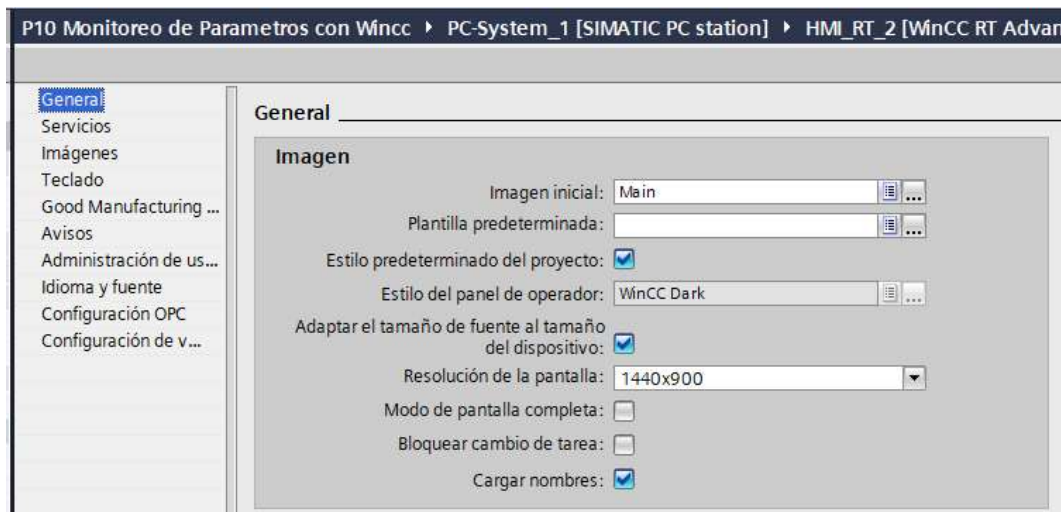 P10 Monitoreo de Parametros con Wincc ▸ PC-System_1 [SIMATIC PC station] ▸ HMI_RT_2 [WinCC RT Advan
General
Servicios
Imágenes
Teclado
Good Manufacturing ...
Avisos
Administración de us...
Idioma y fuente
Configuración OPC
Configuración de v...
General
Imagen
Imagen inicial: Main
Plantilla predeterminada:
Estilo predeterminado del proyecto:
Estilo del panel de operador: WinCC Dark
Adaptar el tamaño de fuente al tamaño
del dispositivo:
Resolución de la pantalla: 1440x900
Modo de pantalla completa:
Bloquear cambio de tarea:
Cargar nombres: